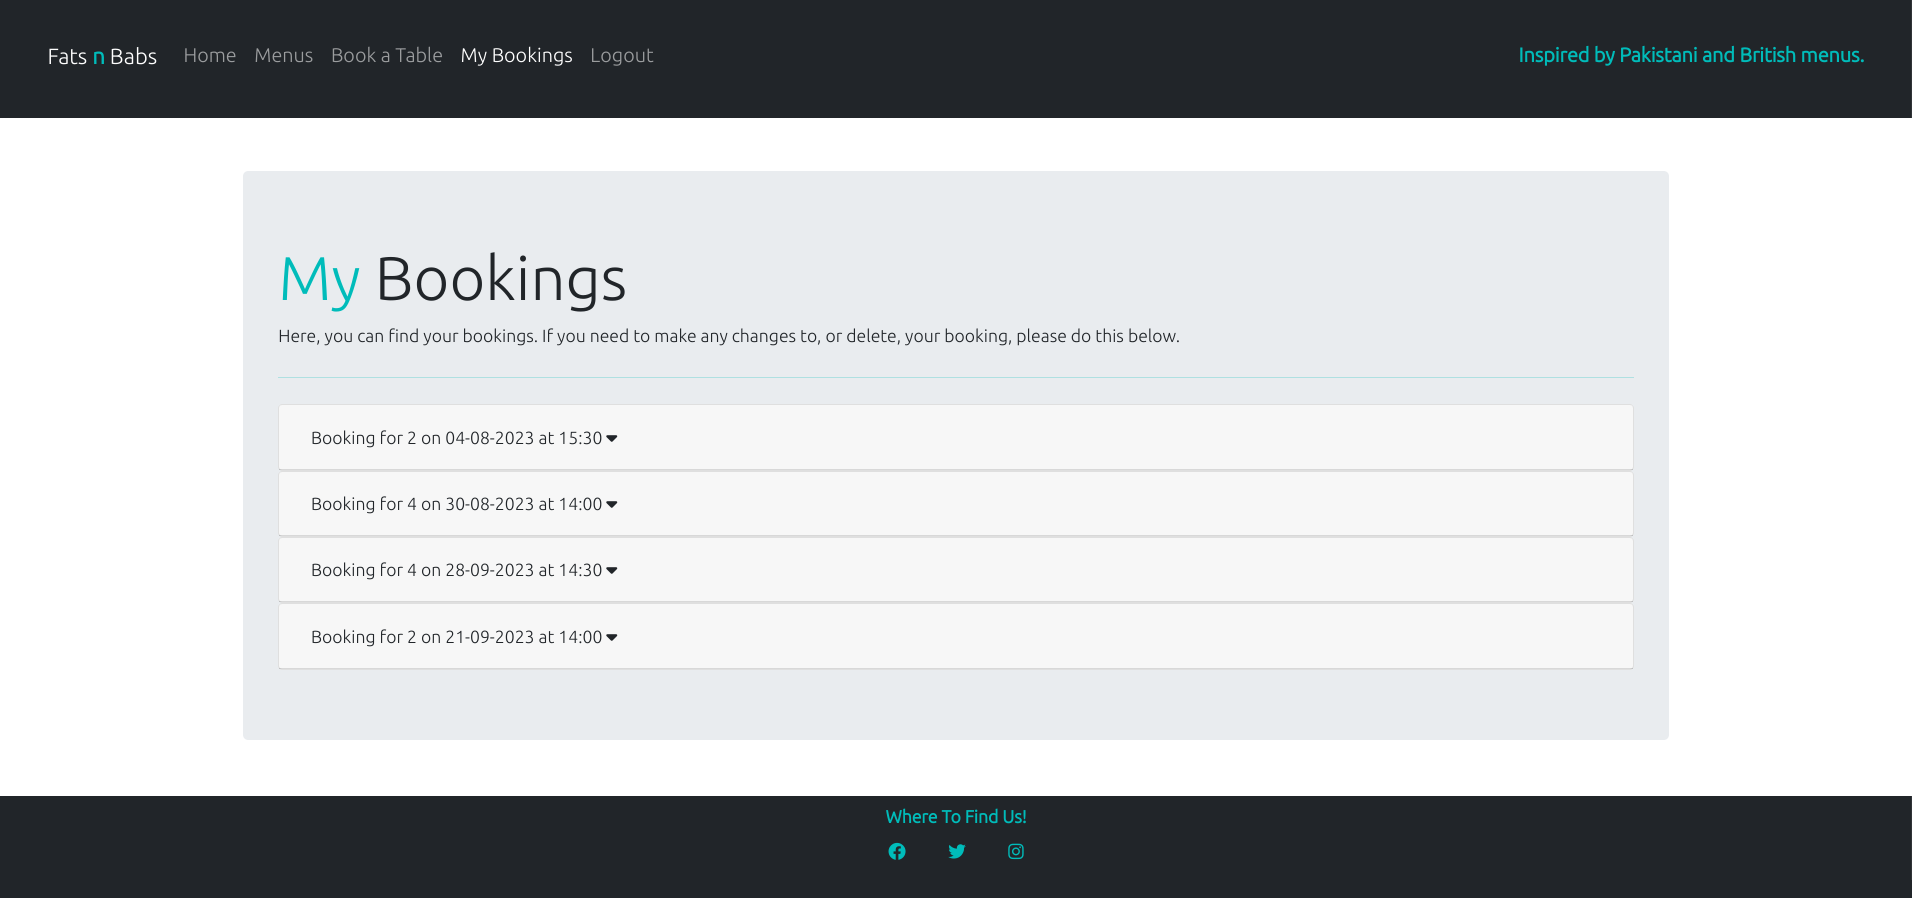 Fats n Babs Home Menus Book a Table My Bookings Logout Inspired by Pakistani and British menus.
My Bookings
Here, you can find your bookings. If you need to make any changes to, or delete, your booking, please do this below.
Booking for 2 on 04-08-2023 at 15:30
Booking for 4 on 30-08-2023 at 14:00
Booking for 4 on 28-09-2023 at 14:30
Booking for 2 on 21-09-2023 at 14:00
Where To Find Us!